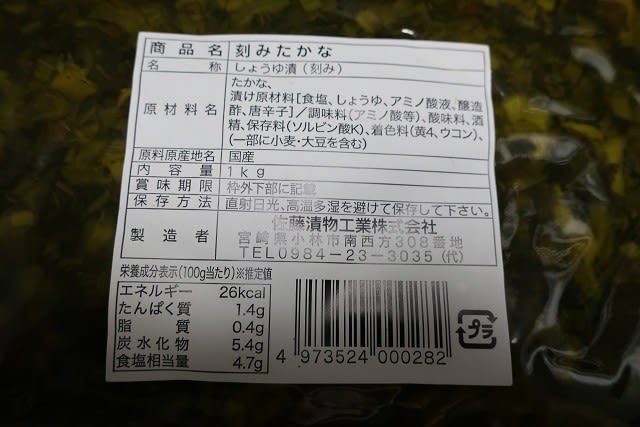 商品名 刻みたかな
名称 しょうゆ漬(刻み)
原材料名 たかな、
漬け原材料[食塩、しょうゆ、アミノ酸液、醸造
酢、唐辛子]/調味料(アミノ酸等)、酸味料、酒
精、保存料(ソルビン酸K)、着色料(黄4、ウコン)、
(一部に小麦・大豆を含む)
原料原産地名 国産
内容量 1kg
賞味期限 枠外下部に記載
保存方法 直射日光、高温多湿を避けて保存して下さい。
製造者 佐藤漬物工業株式会社
宮崎県小林市南西方308番地
TEL0984-23-3035(代)
栄養成分表示(100g当たり)※推定値
エネルギー 26kcal
たんぱく質 1.4g
脂質 0.4g
炭水化物 5.4g
食塩相当量 4.7g
4 973524 000282
プラ